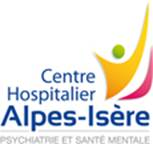 Centre
Hospitalier
Alpes-Isère
PSYCHIATRIE ET SANTÉ MENTALE